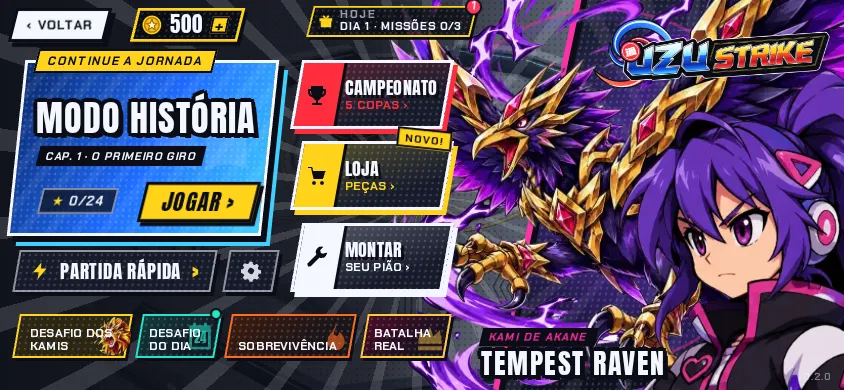 ‹ VOLTAR
500 +
HOJE
DIA 1 · MISSÕES 0/3
1
CONTINUE A JORNADA
MODO HISTÓRIA
CAP. 1 · O PRIMEIRO GIRO
★ 0/24
JOGAR ›
CAMPEONATO
5 COPAS ›
NOVO!
LOJA
PEÇAS ›
MONTAR
SEU PIÃO ›
PARTIDA RÁPIDA ›
DESAFIO DOS
KAMIS
DESAFIO
DO DIA
24
SOBREVIVÊNCIA
BATALHA
REAL
UZU STRIKE
KAMI DE AKANE
TEMPEST RAVEN